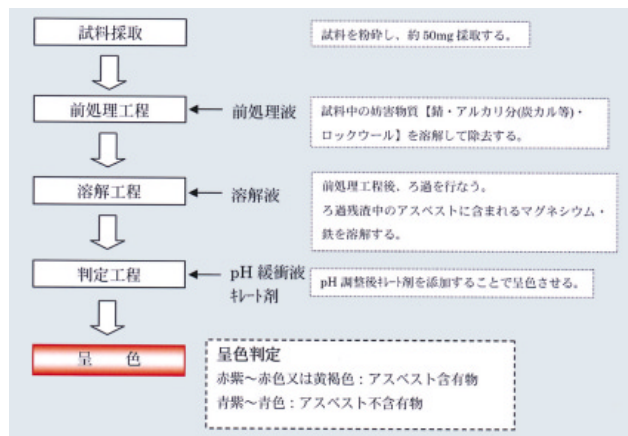 試料採取
試料を粉砕し、約50mg採取する。
前処理工程
前処理液
試料中の妨害物質【錆・アルカリ分(炭カル等)・
ロックウール】を溶解して除去する。
溶解工程
溶解液
前処理工程後、ろ過を行なう。
ろ過残渣中のアスベストに含まれるマグネシウム・
鉄を溶解する。
判定工程
pH 緩衝液
ｷﾚｰﾄ剤
pH 調整後ｷﾚｰﾄ剤を添加することで呈色させる。
呈 色
呈色判定
赤紫～赤色又は黄褐色：アスベスト含有物
青紫～青色：アスベスト不含有物